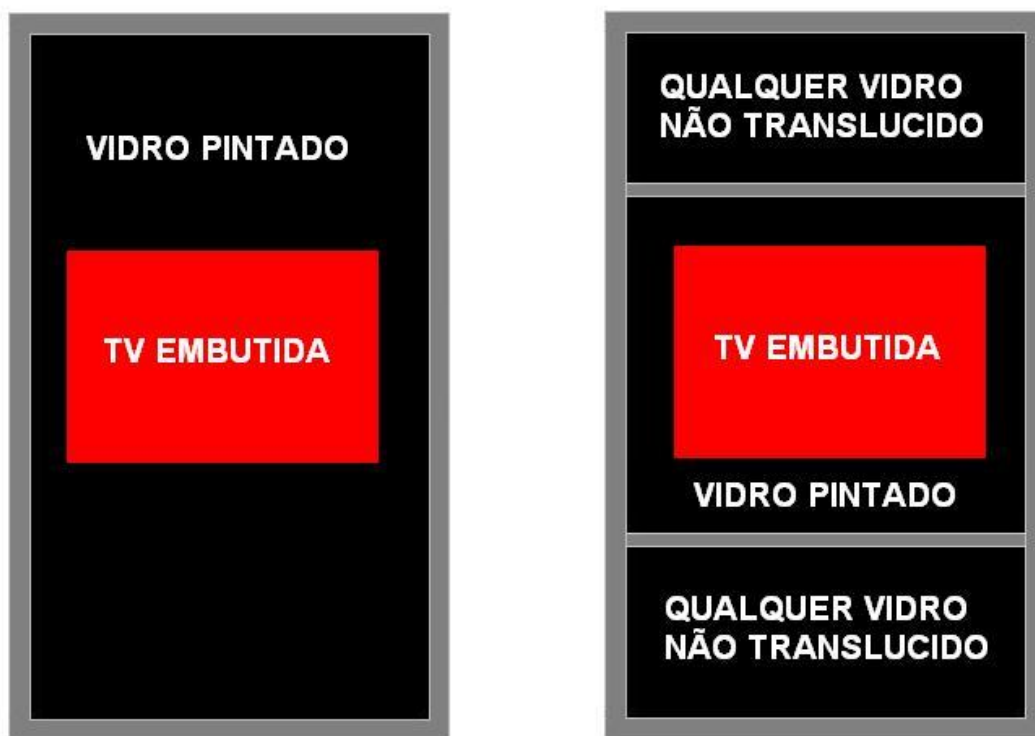 VIDRO PINTADO
TV EMBUTIDA
QUALQUER VIDRO
NÃO TRANSLUCIDO
TV EMBUTIDA
VIDRO PINTADO
QUALQUER VIDRO
NÃO TRANSLUCIDO